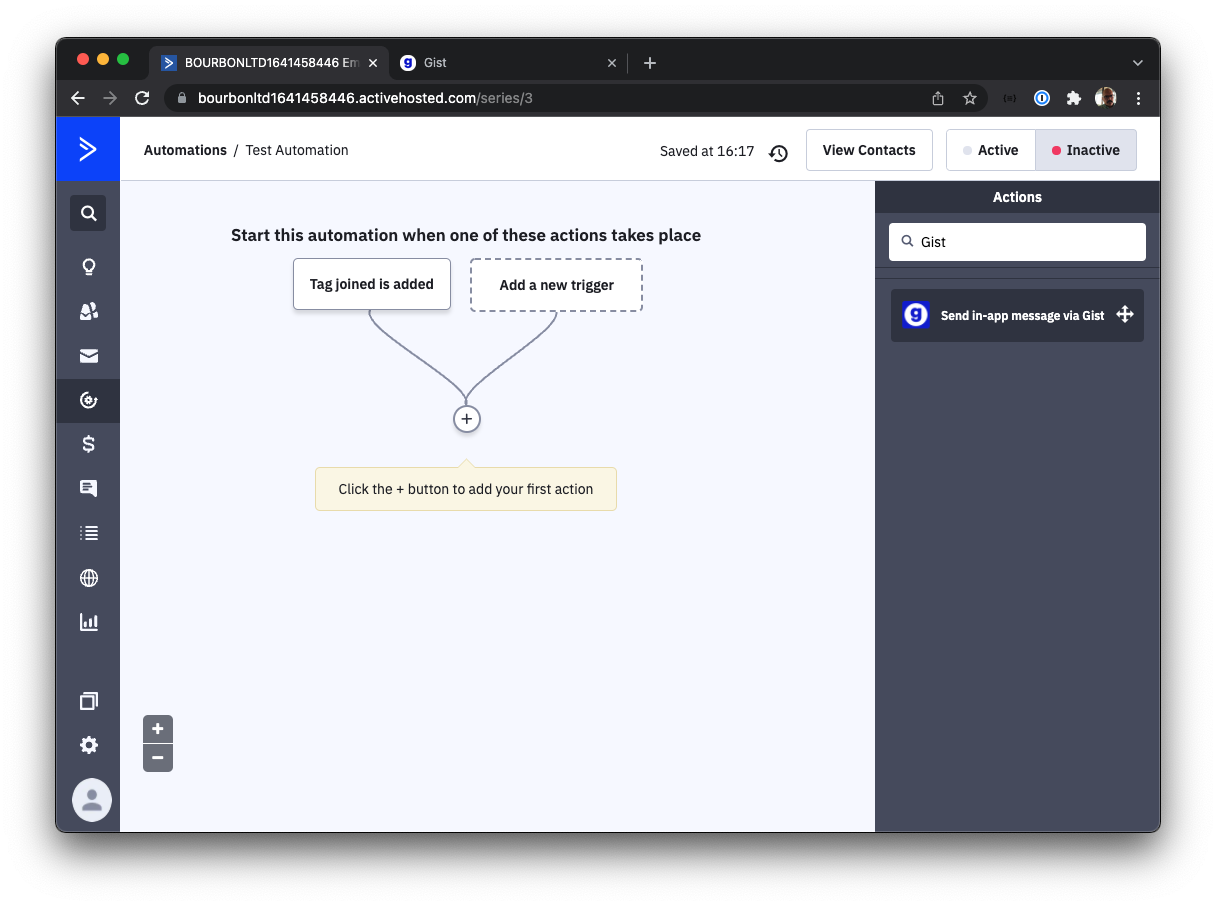 BOURBONLTD1641458446 Em
Gist
bourbonltd1641458446.activehosted.com/series/3
Automations / Test Automation
Saved at 16:17
View Contacts
Active
Inactive
Actions
Gist
Start this automation when one of these actions takes place
Tag joined is added
Add a new trigger
Send in-app message via Gist
Click the + button to add your first action